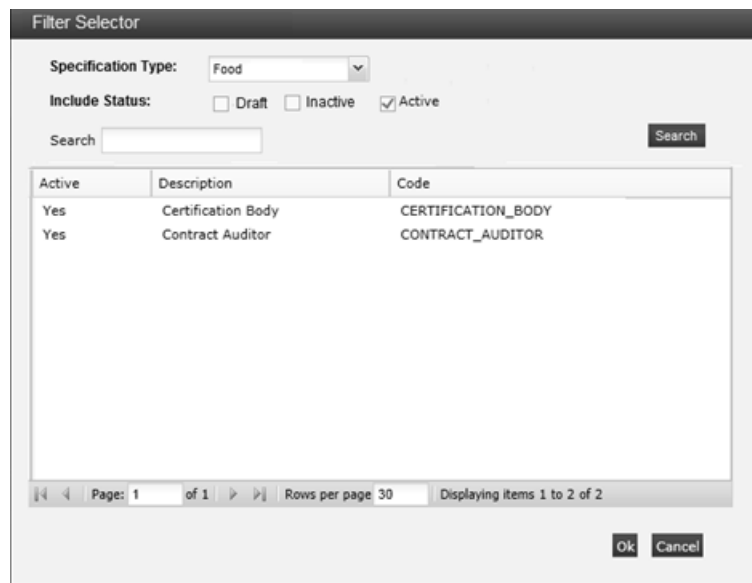 Filter Selector
Specification Type: Food
Include Status: Draft Inactive Active
Search Search
Active Description Code
Yes Certification Body CERTIFICATION_BODY
Yes Contract Auditor CONTRACT_AUDITOR
Page: 1 of 1 Rows per page 30 Displaying items 1 to 2 of 2
Ok Cancel